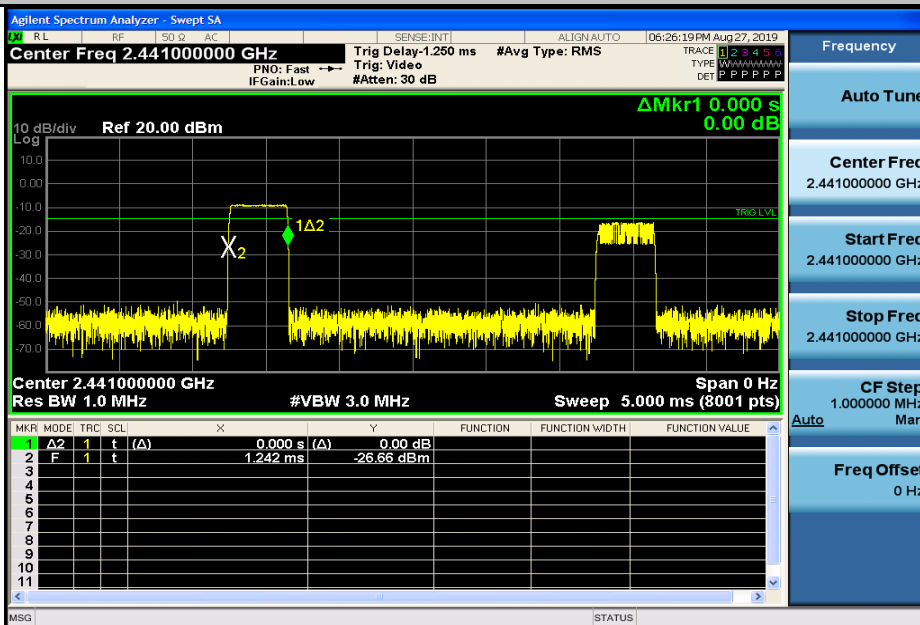 Agilent Spectrum Analyzer - Swept SA
LXI RL RF 50 Ω AC SENSE:INT ALIGN AUTO 06:26:19 PM Aug 27, 2019
Center Freq 2.441000000 GHz
PNO: Fast
IFGain:Low
Trig Delay-1.250 ms
Trig: Video
#Atten: 30 dB
#Avg Type: RMS
TRACE 1 2 3 4 5 6
TYPE WWWWWW
DET P P P P P P
ΔMkr1 0.000 s
0.00 dB
10 dB/div Ref 20.00 dBm
Log
10.0
0.00
-10.0
-20.0
-30.0
-40.0
-50.0
-60.0
-70.0
TRIG LVL
1Δ2
X2
Center 2.441000000 GHz Span 0 Hz
Res BW 1.0 MHz #VBW 3.0 MHz Sweep 5.000 ms (8001 pts)
MKR MODE TRC SCL X Y FUNCTION FUNCTION WIDTH FUNCTION VALUE
1 Δ2 1 t (Δ) 0.000 s (Δ) 0.00 dB
2 F 1 t 1.242 ms -26.66 dBm
3
4
5
6
7
8
9
10
11
MSG STATUS
Frequency
Auto Tune
Center Freq
2.441000000 GHz
Start Freq
2.441000000 GHz
Stop Freq
2.441000000 GHz
CF Step
1.000000 MHz
Auto Man
Freq Offset
0 Hz